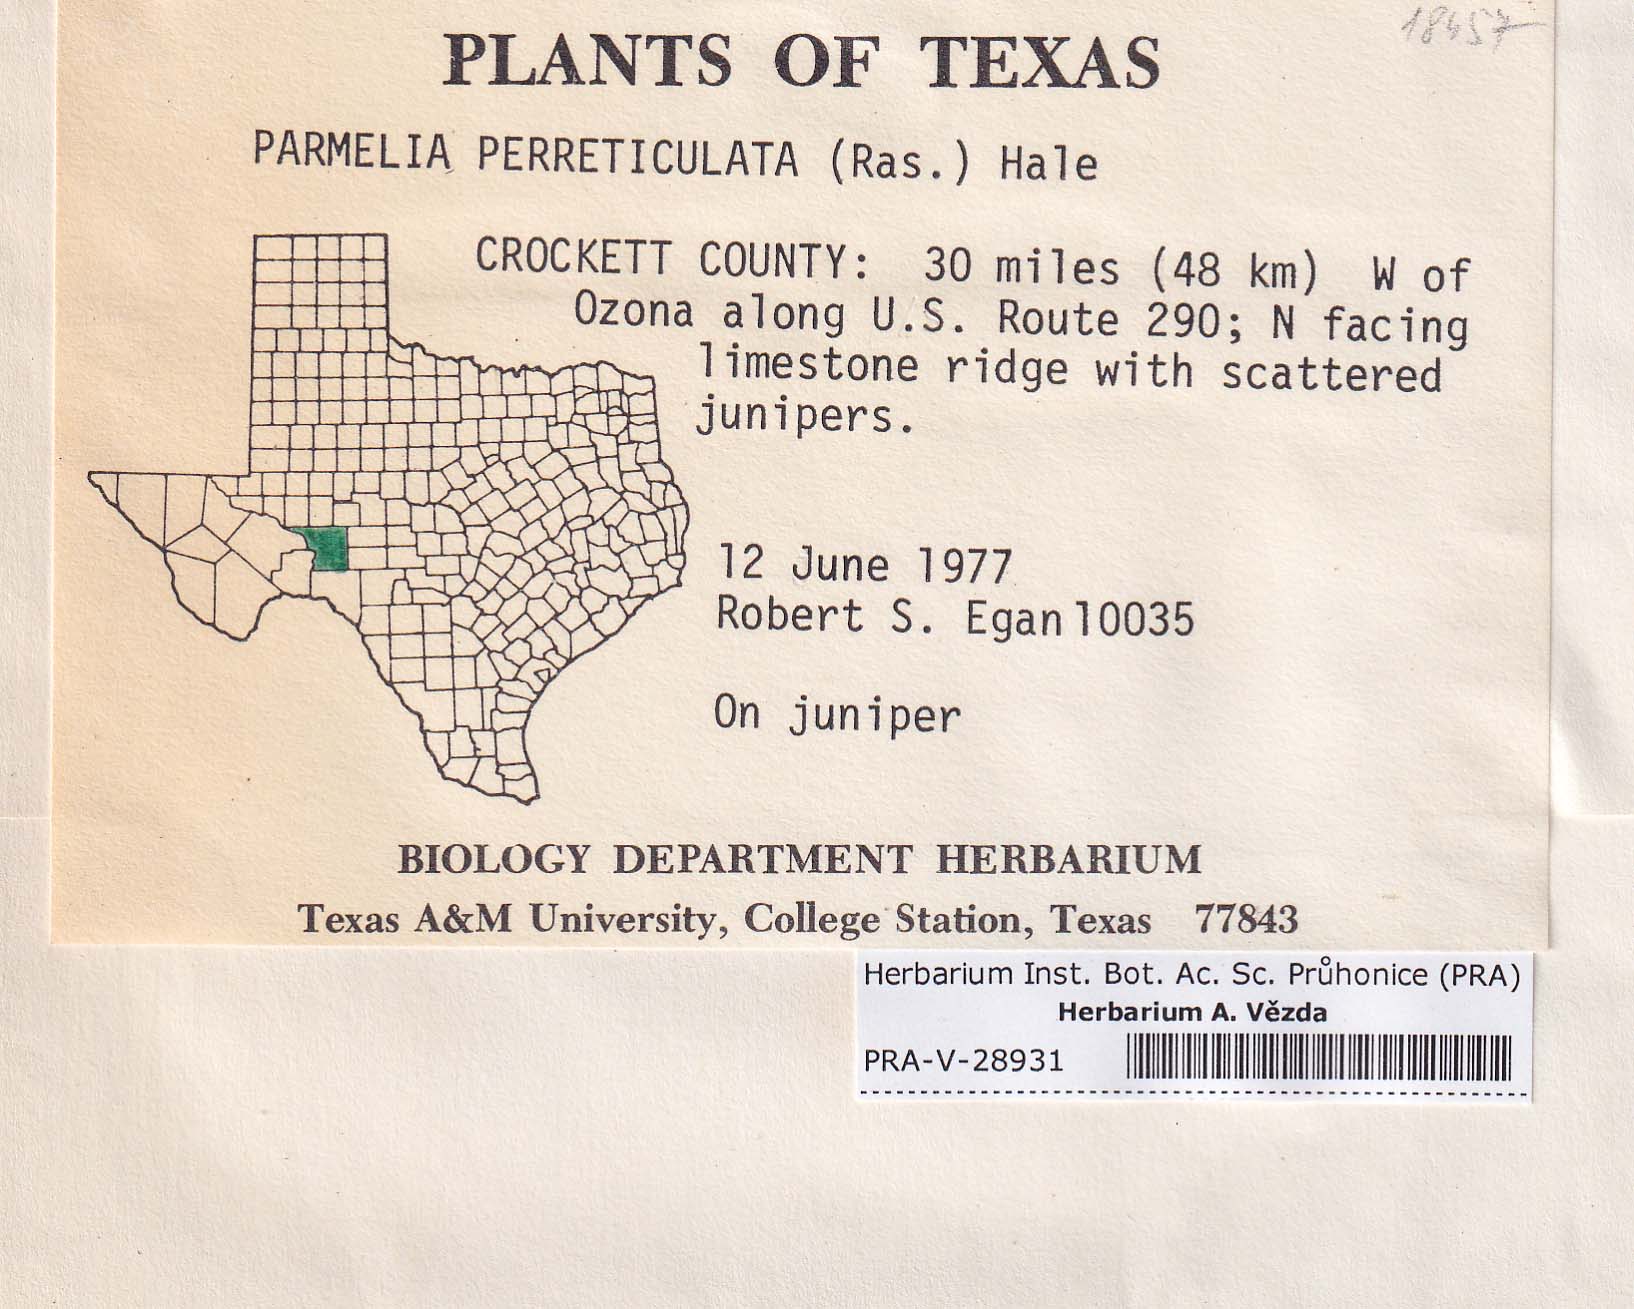 18457
PLANTS OF TEXAS
PARMELIA PERRETICULATA (Ras.) Hale
CROCKETT COUNTY: 30 miles (48 km) W of
Ozona along U.S. Route 290; N facing
limestone ridge with scattered
junipers.
12 June 1977
Robert S. Egan 10035
On juniper
BIOLOGY DEPARTMENT HERBARIUM
Texas A&M University, College Station, Texas 77843
Herbarium Inst. Bot. Ac. Sc. Průhonice (PRA)
Herbarium A. Vězda
PRA-V-28931